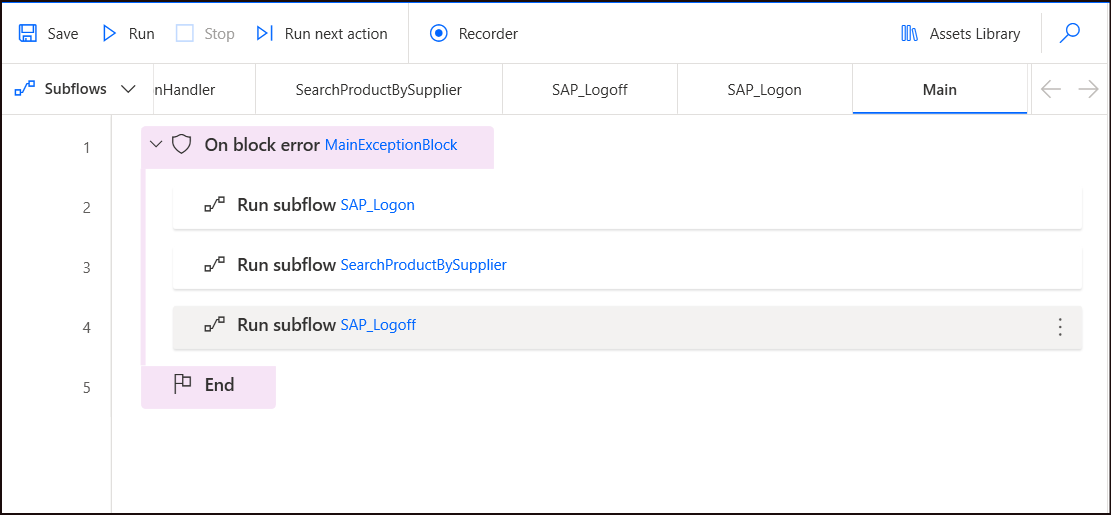 Save Run Stop Run next action Recorder Assets Library
Subflows nHandler SearchProductBySupplier SAP_Logoff SAP_Logon Main
1 On block error MainExceptionBlock
2 Run subflow SAP_Logon
3 Run subflow SearchProductBySupplier
4 Run subflow SAP_Logoff
5 End